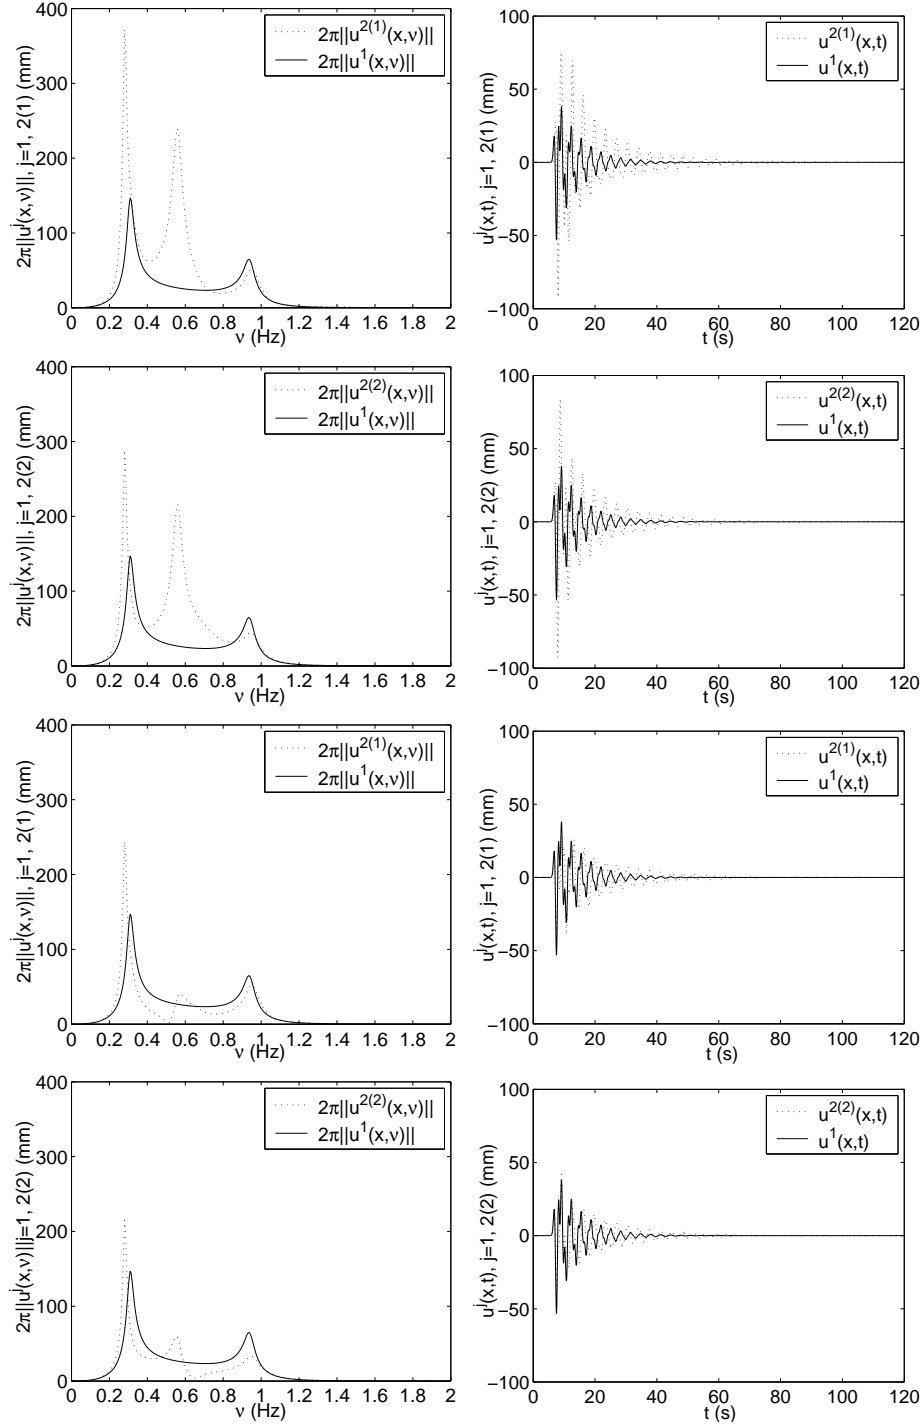 400
300
200
100
0
0 0.2 0.4 0.6 0.8 1 1.2 1.4 1.6 1.8 2
ν (Hz)
2π||u^j(x,ν)||, j=1, 2(1) (mm)
2π||u^2(1)(x,ν)||
2π||u^1(x,ν)||
100
50
0
−50
−100
0 20 40 60 80 100 120
t (s)
u^j(x,t), j=1, 2(1) (mm)
u^2(1)(x,t)
u^1(x,t)
400
300
200
100
0
0 0.2 0.4 0.6 0.8 1 1.2 1.4 1.6 1.8 2
ν (Hz)
2π||u^j(x,ν)||, j=1, 2(2) (mm)
2π||u^2(2)(x,ν)||
2π||u^1(x,ν)||
100
50
0
−50
−100
0 20 40 60 80 100 120
t (s)
u^j(x,t), j=1, 2(2) (mm)
u^2(2)(x,t)
u^1(x,t)
400
300
200
100
0
0 0.2 0.4 0.6 0.8 1 1.2 1.4 1.6 1.8 2
ν (Hz)
2π||u^j(x,ν)||, j=1, 2(1) (mm)
2π||u^2(1)(x,ν)||
2π||u^1(x,ν)||
100
50
0
−50
−100
0 20 40 60 80 100 120
t (s)
u^j(x,t), j=1, 2(1) (mm)
u^2(1)(x,t)
u^1(x,t)
400
300
200
100
0
0 0.2 0.4 0.6 0.8 1 1.2 1.4 1.6 1.8 2
ν (Hz)
2π||u^j(x,ν)||j=1, 2(2) (mm)
2π||u^2(2)(x,ν)||
2π||u^1(x,ν)||
100
50
0
−50
−100
0 20 40 60 80 100 120
t (s)
u^j(x,t), j=1, 2(2) (mm)
u^2(2)(x,t)
u^1(x,t)